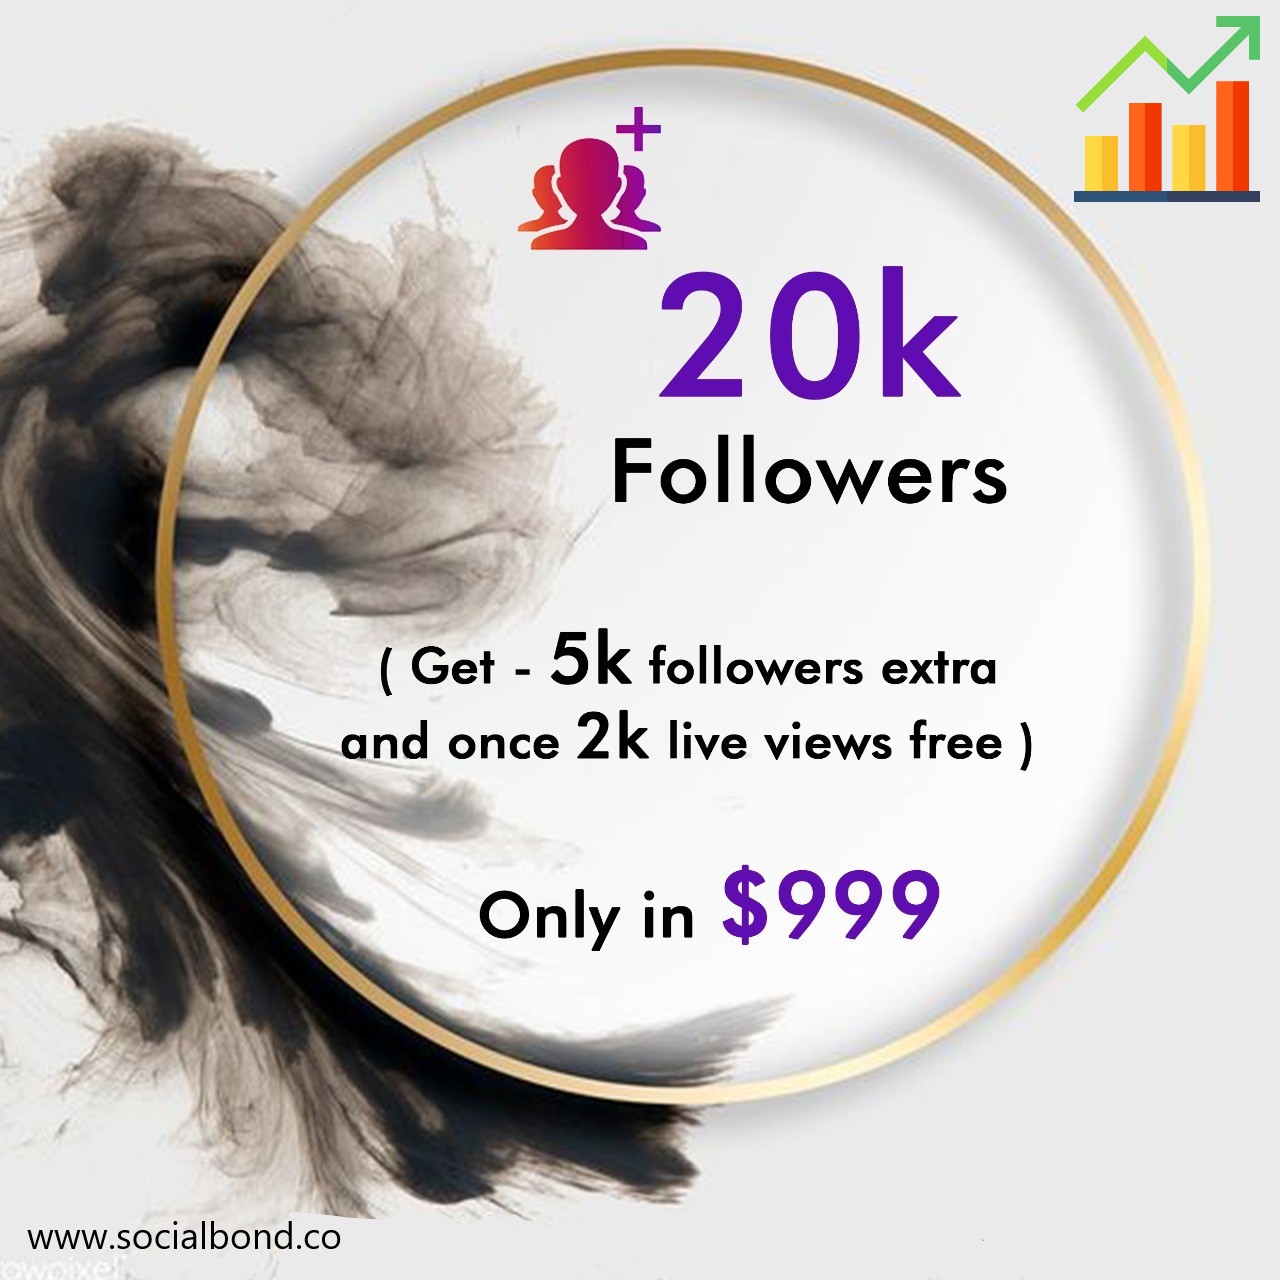 20k
Followers
( Get - 5k followers extra
and once 2k live views free )
Only in $999
www.socialbond.co